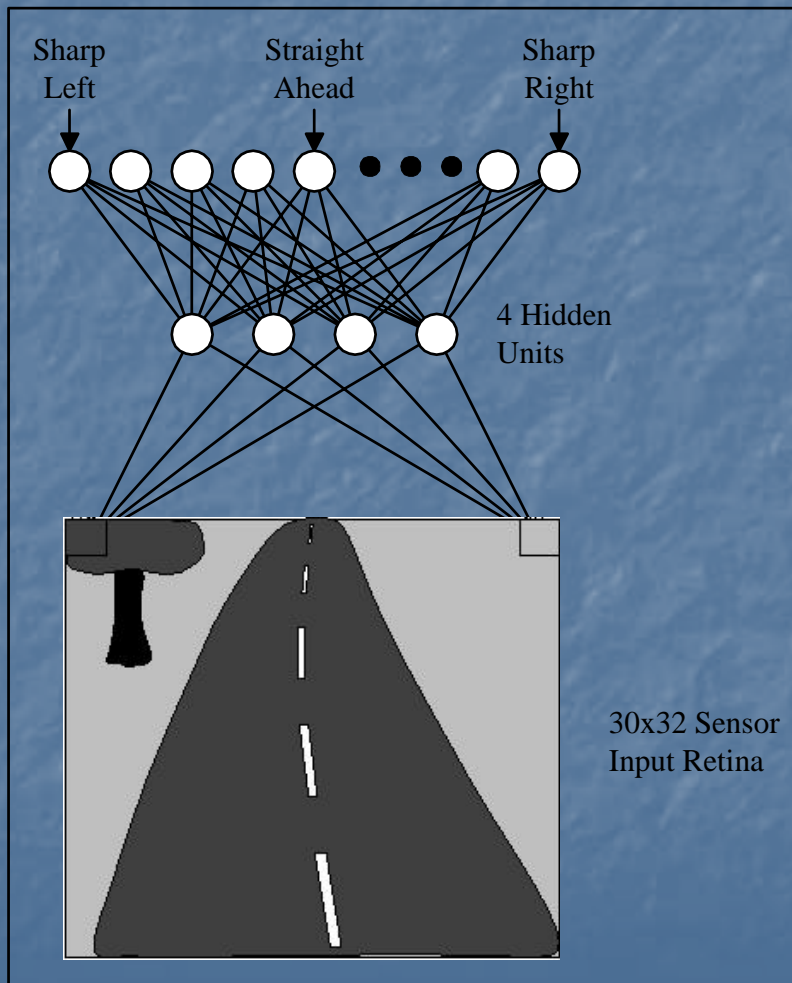 Sharp
Left
Straight
Ahead
Sharp
Right
4 Hidden
Units
30x32 Sensor
Input Retina